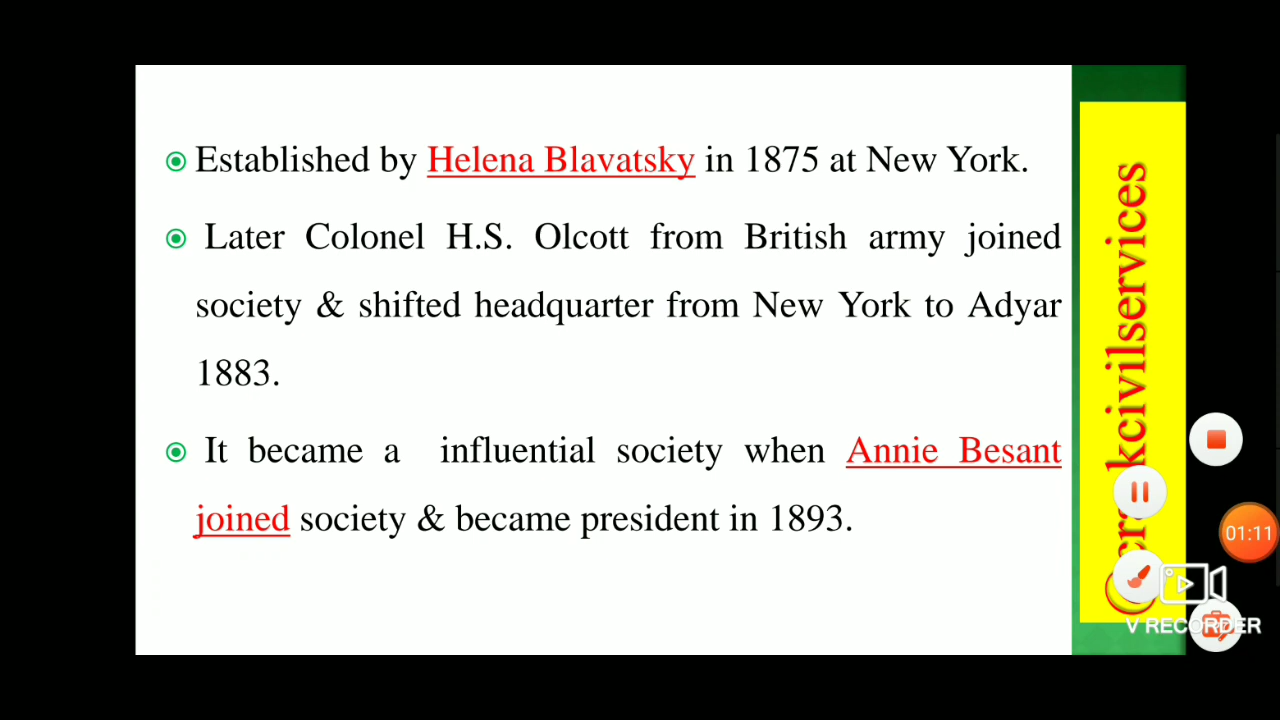 Established by Helena Blavatsky in 1875 at New York.
Later Colonel H.S. Olcott from British army joined
society & shifted headquarter from New York to Adyar
1883.
It became a influential society when Annie Besant
joined society & became president in 1893.
01:11
V RECORDER